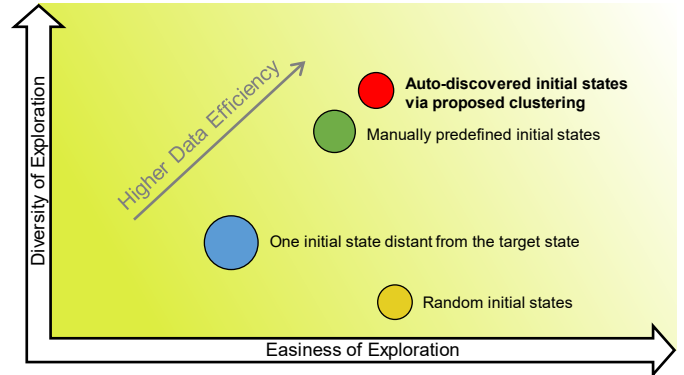 Diversity of Exploration
Higher Data Efficiency
Auto-discovered initial states
via proposed clustering
Manually predefined initial states
One initial state distant from the target state
Random initial states
Easiness of Exploration